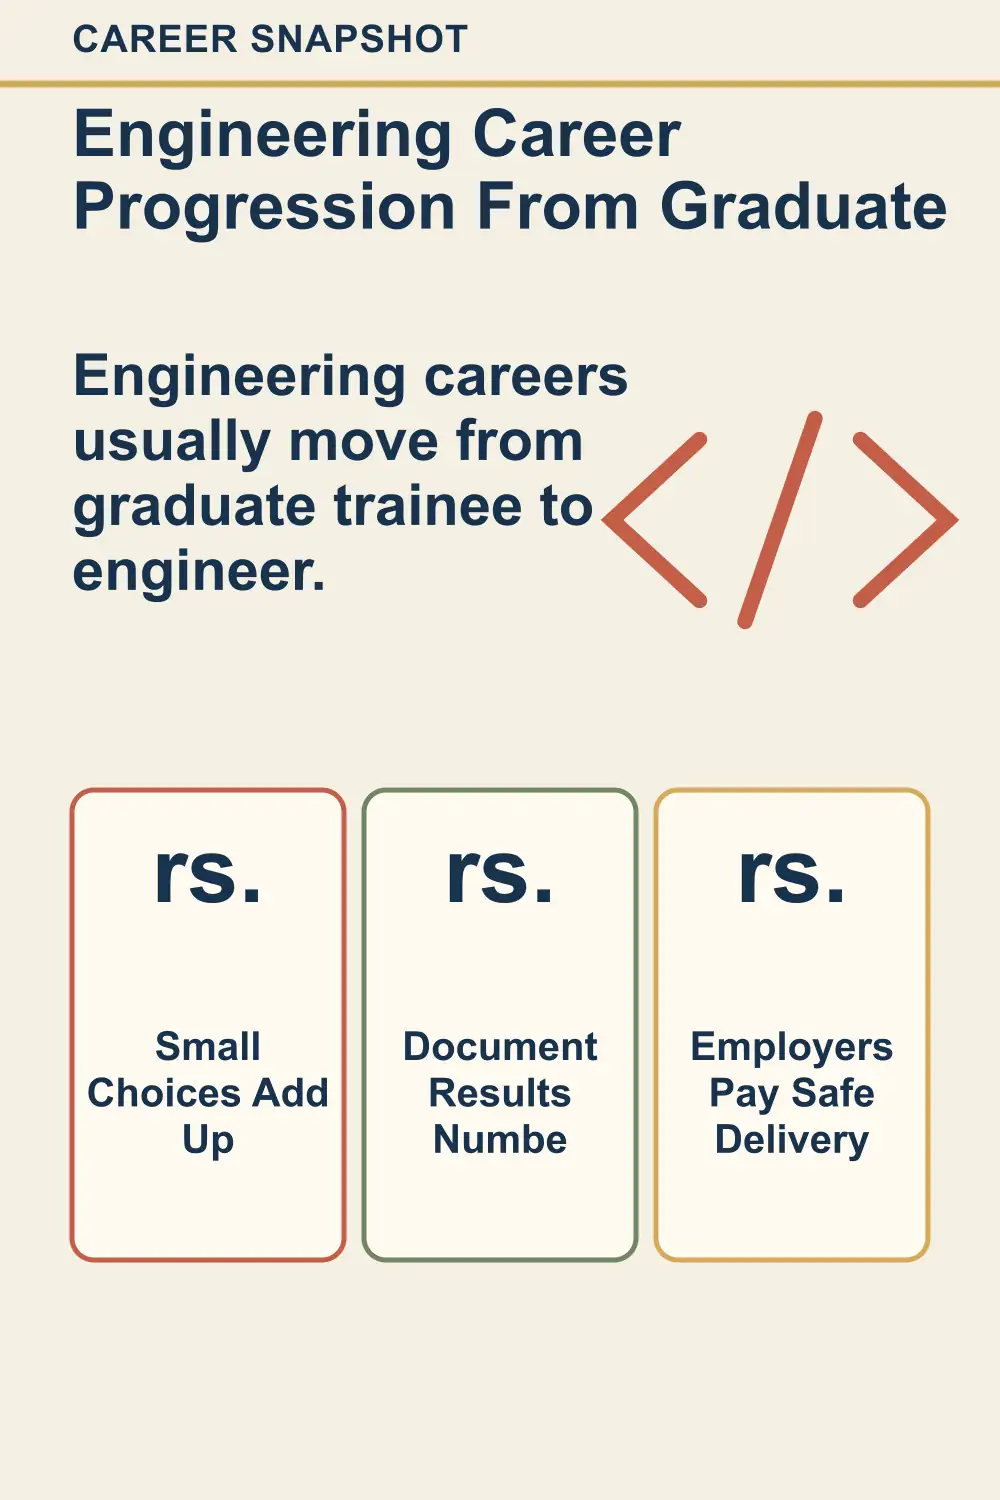 CAREER SNAPSHOT
Engineering Career
Progression From Graduate
Engineering careers
usually move from
graduate trainee to
engineer.
</>
rs.
Small
Choices Add
Up
rs.
Document
Results
Numbe
rs.
Employers
Pay Safe
Delivery